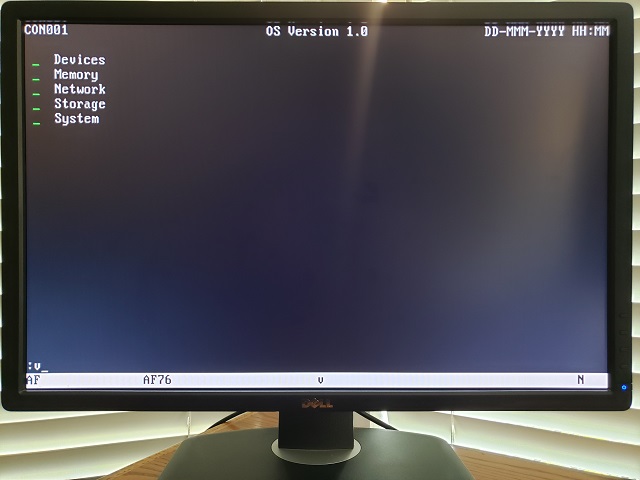 CON001 OS Version 1.0 DD-MMM-YYYY HH:MM
_ Devices
_ Memory
_ Network
_ Storage
_ System
:v_
AF AF76 v N
DELL